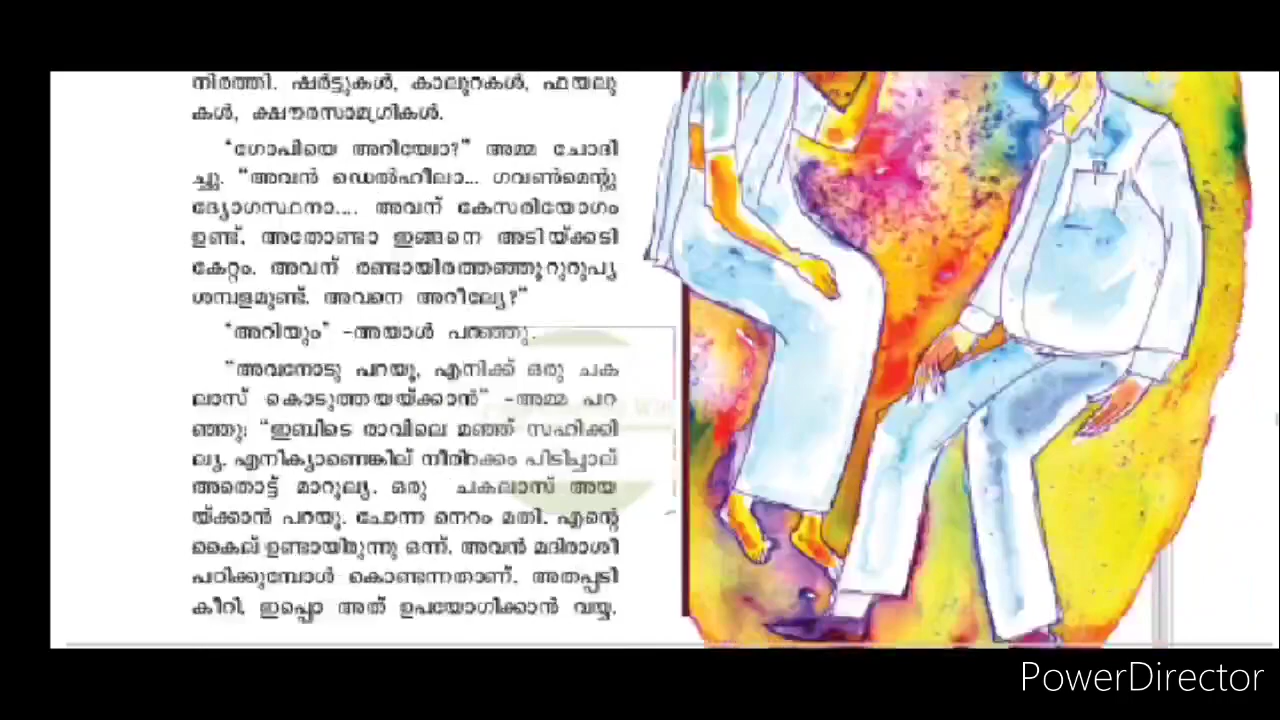 നിരത്തി. ഷർട്ടുകൾ, കാലുറകൾ, ഫയലു
കൾ, ക്ഷൗരസാമഗ്രികൾ.
"ഗോപിയെ അറിയ്വോ?" അമ്മ ചോദി
ച്ചു. "അവൻ ഡെൽഹീലാ... ഗവൺമെന്റു
ദ്യോഗസ്ഥനാ.... അവന് കേസരിയോഗം
ഉണ്ട്. അതോണ്ടാ ഇങ്ങനെ അടിയ്ക്കടി
കേറ്റം. അവന് രണ്ടായിരത്തഞ്ഞൂറുറുപ്യ
ശമ്പളമുണ്ട്. അവനെ അറീല്യേ?"
"അറിയും" -അയാൾ പറഞ്ഞു.
"അവനോടു പറയൂ, എനിക്ക് ഒരു ചക
ലാസ് കൊടുത്തയയ്ക്കാൻ" -അമ്മ പറ
ഞ്ഞു: "ഇബിടെ രാവിലെ മഞ്ഞ് സഹിക്കി
ല്യ. എനിക്യാണെങ്കില് നീരിറക്കം പിടിച്ചാല്
അതൊട്ട് മാറൂല്യ. ഒരു ചകലാസ് അയ
യ്ക്കാൻ പറയൂ. ചോന്ന നെറം മതി. എന്റെ
കൈല് ഉണ്ടായിരുന്നു ഒന്ന്. അവൻ മദിരാശി
പഠിക്കുമ്പോൾ കൊണ്ടന്നതാണ്. അതപ്പടി
കീറി. ഇപ്പൊ അത് ഉപയോഗിക്കാൻ വയ്യ.
PowerDirector